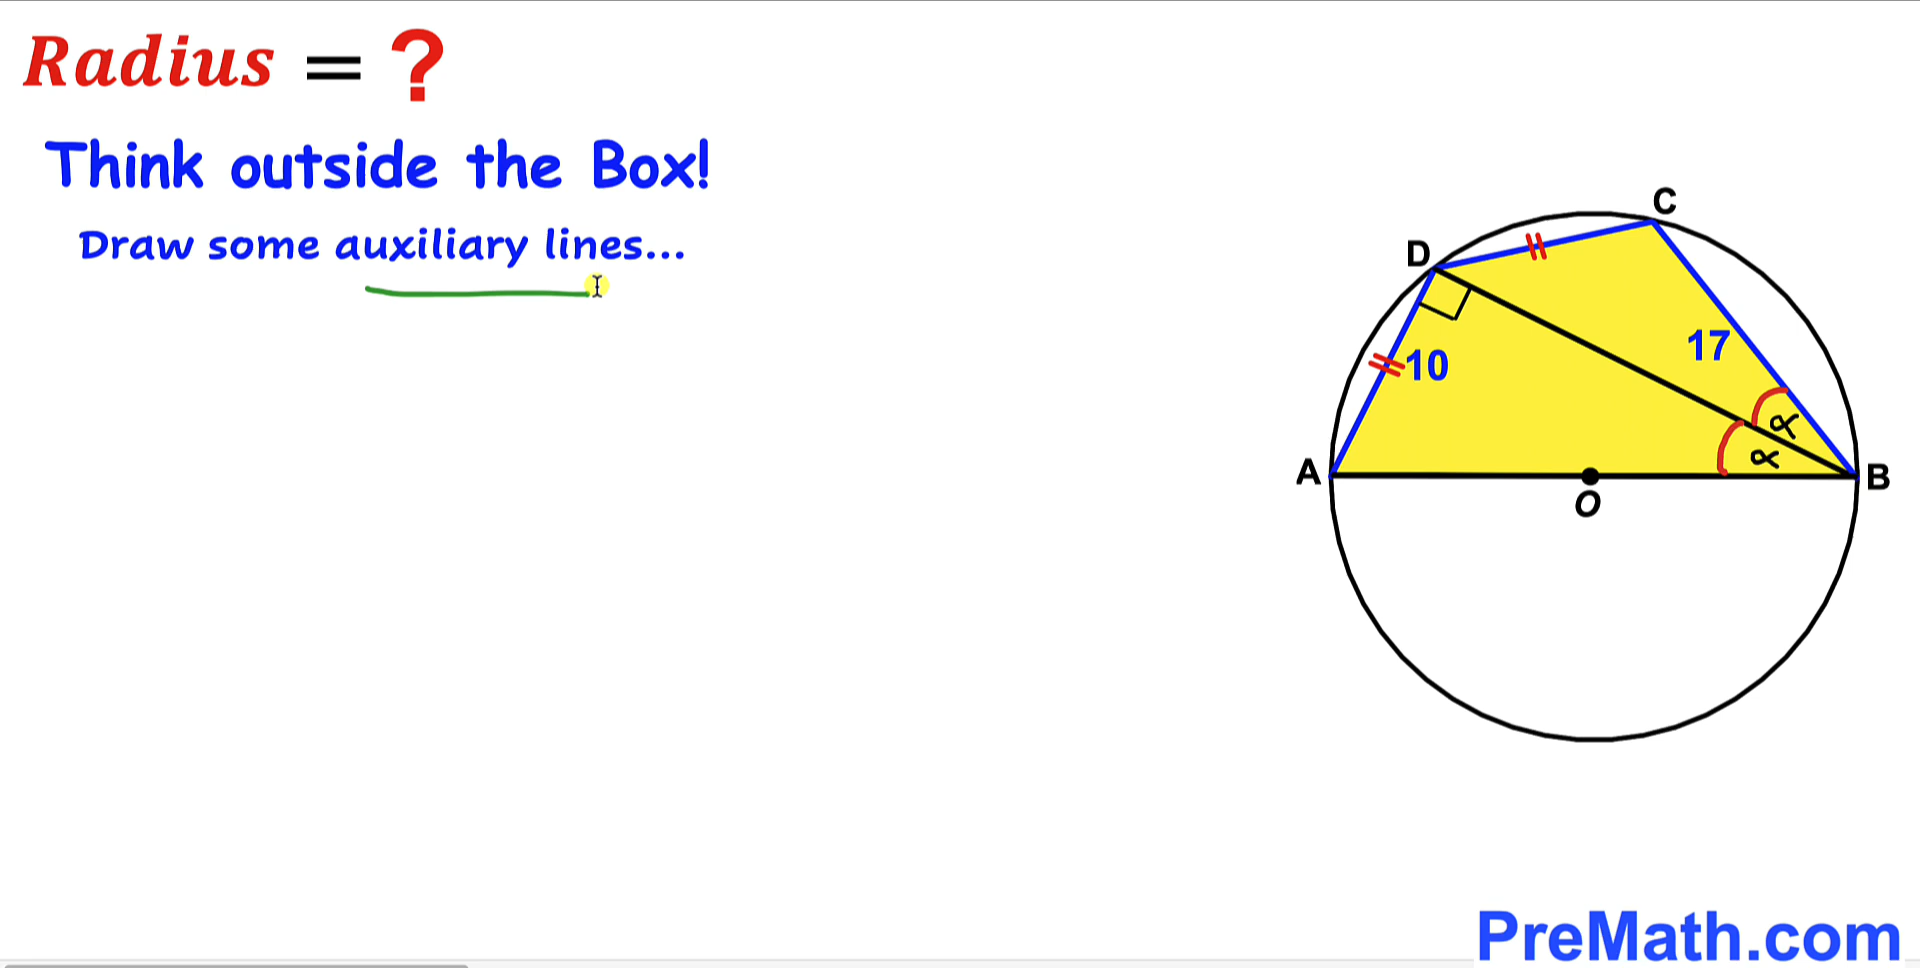 Radius = ?
Think outside the Box!
Draw some auxiliary lines...
C
D
17
10
α
α
A
B
O
PreMath.com